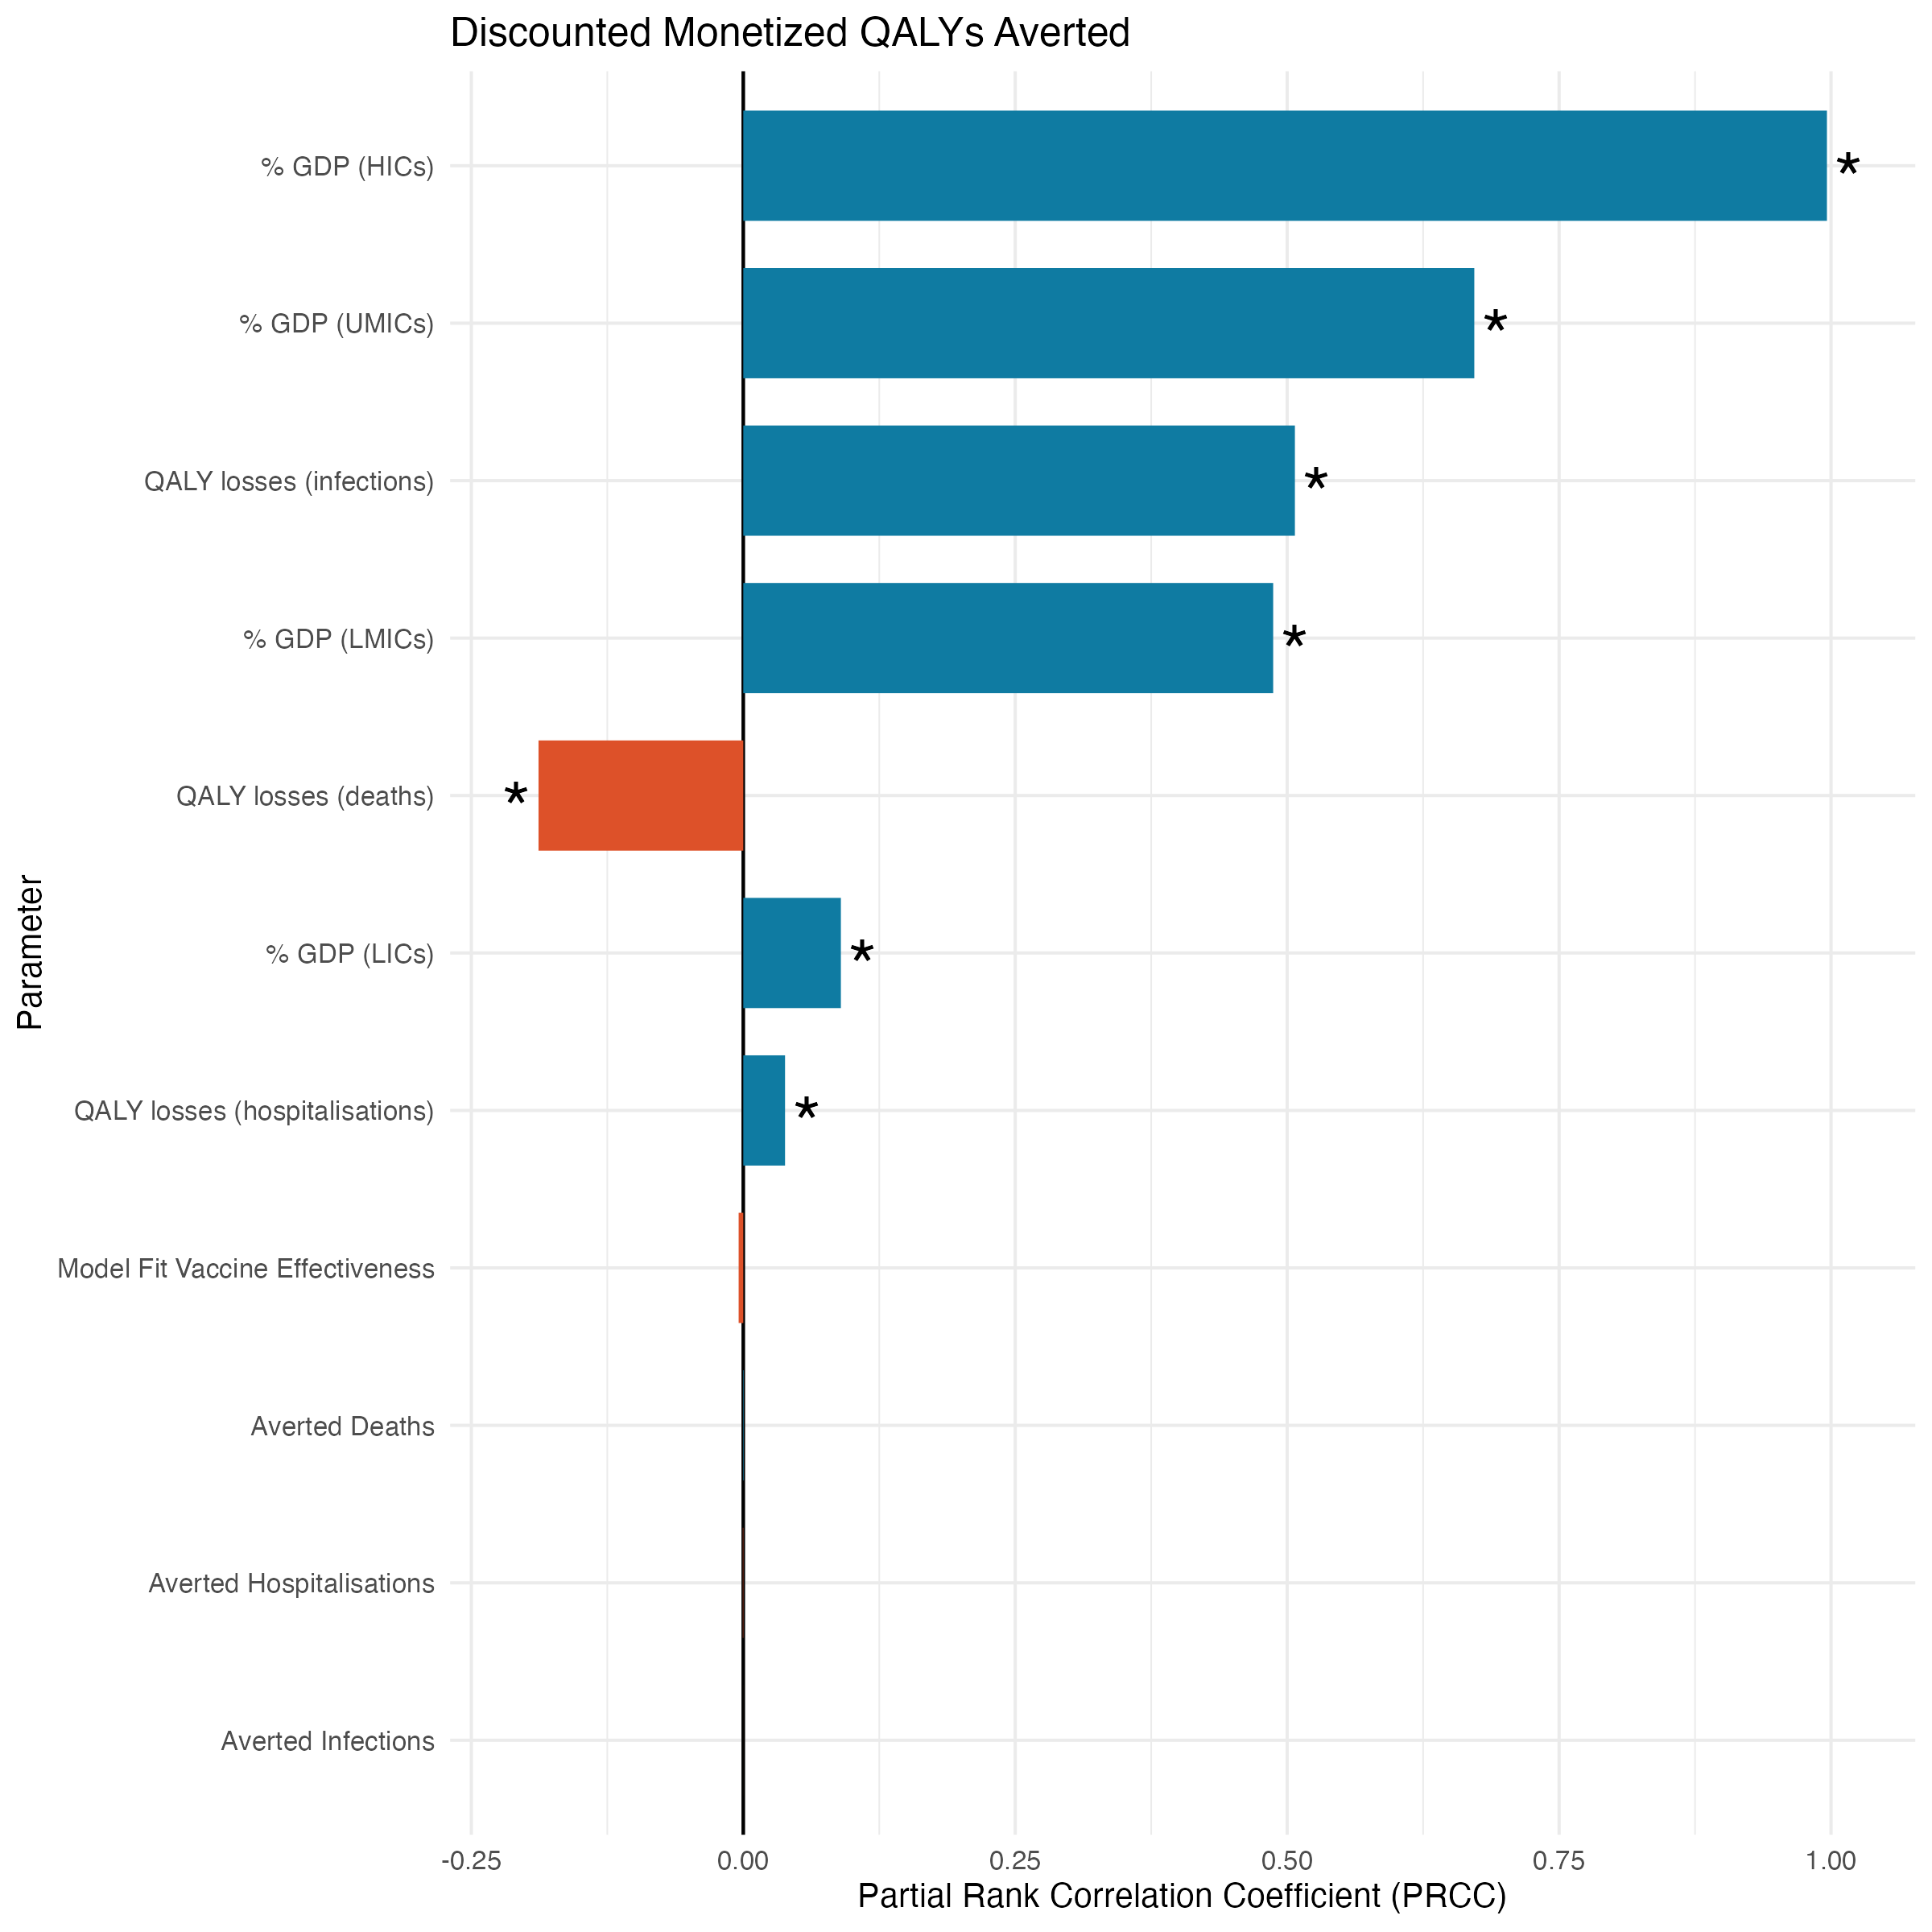 Discounted Monetized QALYs Averted
% GDP (HICs)
*
% GDP (UMICs)
*
QALY losses (infections)
*
% GDP (LMICs)
*
QALY losses (deaths)
*
% GDP (LICs)
*
QALY losses (hospitalisations)
*
Model Fit Vaccine Effectiveness
Averted Deaths
Averted Hospitalisations
Averted Infections
Parameter
-0.25 0.00 0.25 0.50 0.75 1.00
Partial Rank Correlation Coefficient (PRCC)